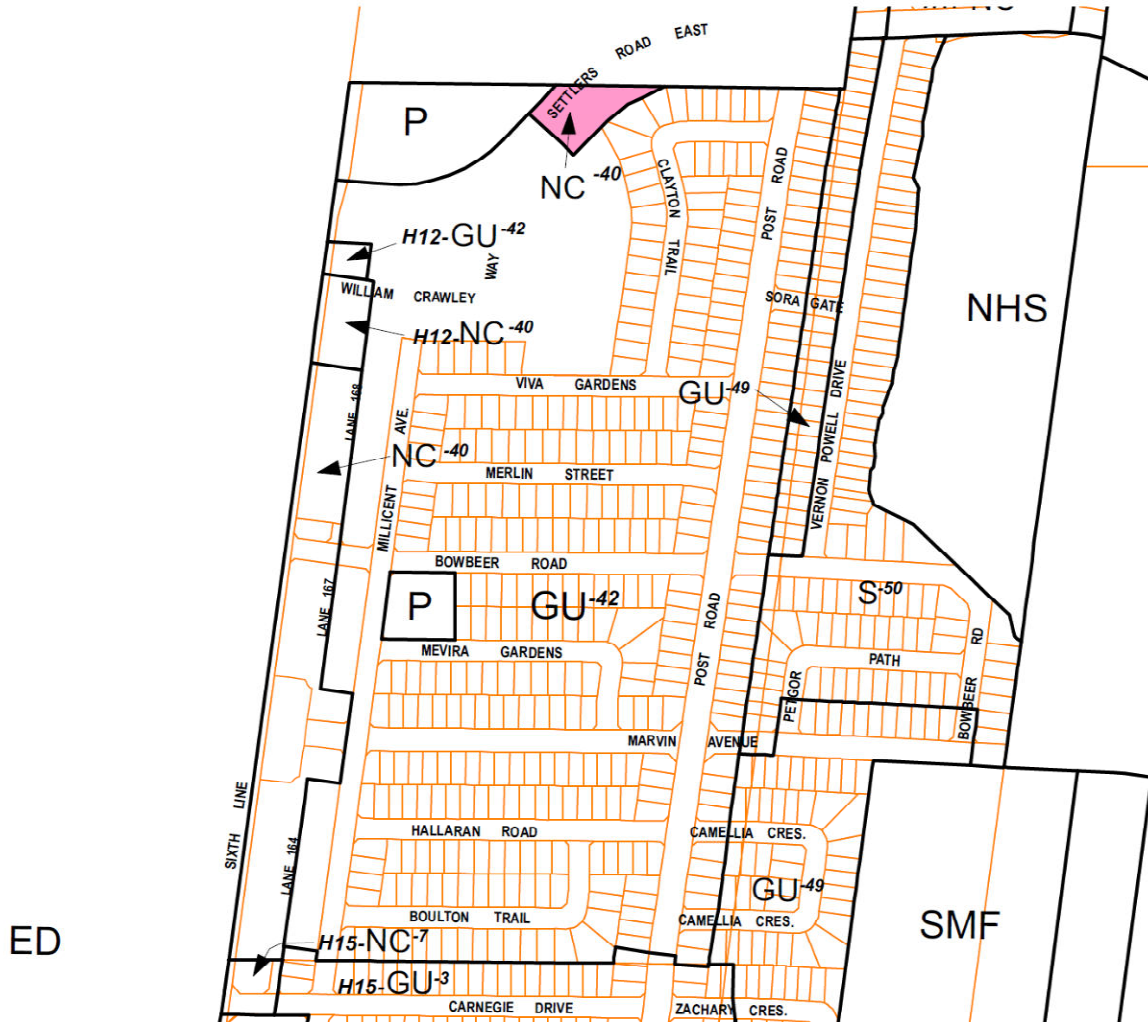 SETTLERS ROAD EAST
P
NC -40
CLAYTON TRAIL
POST ROAD
H12-GU-42
WAY
WILLIAM CRAWLEY
SORA GATE
NHS
H12-NC-40
VIVA GARDENS
GU-49
LANE 168
AVE.
VERNON POWELL DRIVE
NC-40
MERLIN STREET
MILLICENT
BOWBEER ROAD
S-50
P
GU-42
LANE 167
POST ROAD
MEVIRA GARDENS
PATH
BOWBEER RD
PETGOR
MARVIN AVENUE
SIXTH LINE
HALLARAN ROAD
CAMELLIA CRES.
LANE 164
GU-49
BOULTON TRAIL
CAMELLIA CRES.
SMF
ED
H15-NC-7
H15-GU-3
CARNEGIE DRIVE
ZACHARY CRES.